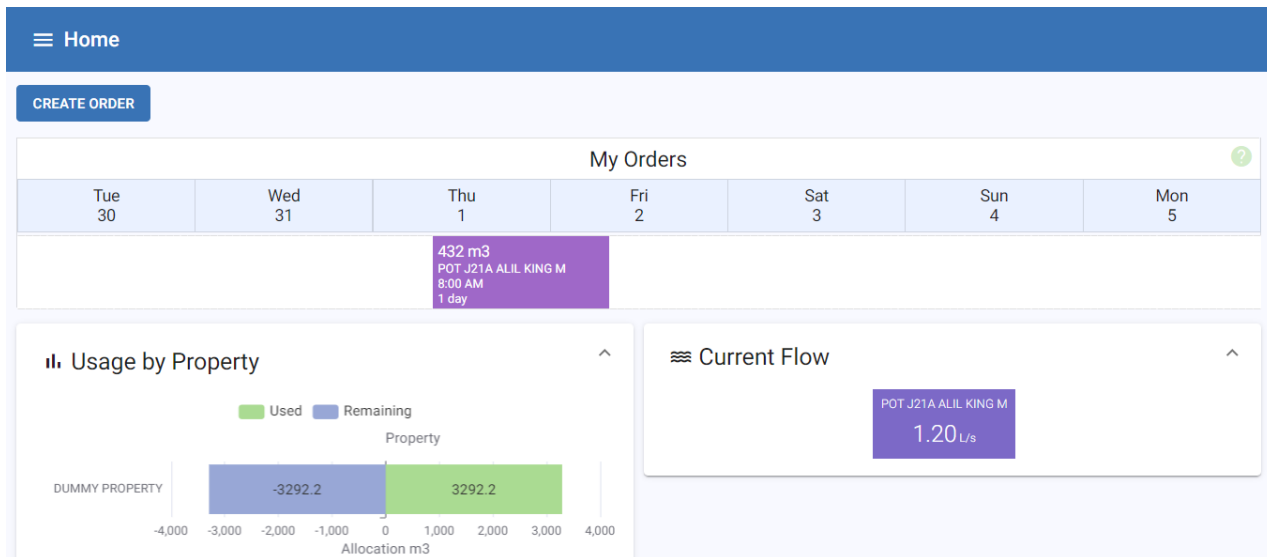 Home
CREATE ORDER
My Orders
?
Tue Wed Thu Fri Sat Sun Mon
30 31 1 2 3 4 5
432 m3
POT J21A ALIL KING M
8:00 AM
1 day
Usage by Property
Used Remaining
Property
DUMMY PROPERTY -3292.2 3292.2
-4,000 -3,000 -2,000 -1,000 0 1,000 2,000 3,000 4,000
Allocation m3
Current Flow
POT J21A ALIL KING M
1.20 L/s